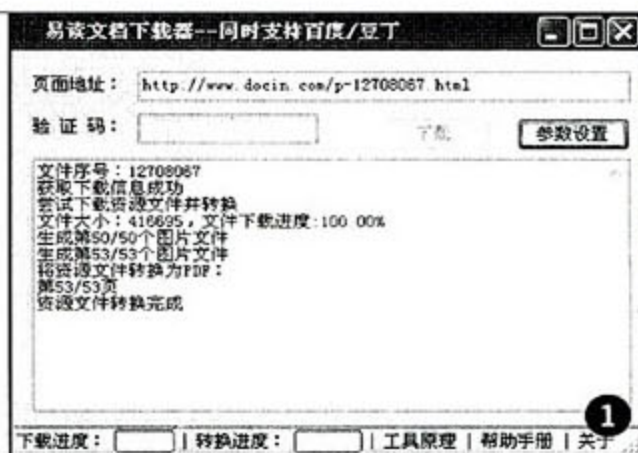 易读文档下载器--同时支持百度/豆丁
页面地址： http://www.docin.com/p-12708067.html
验 证 码： 下载 参数设置
文件序号：12708067
获取下载信息成功
尝试下载资源文件并转换
文件大小：416695，文件下载进度:100 00%
生成第50/50个图片文件
生成第53/53个图片文件
将资源文件转换为PDF：
第53/53页
资源文件转换完成
1
下载进度： | 转换进度： | 工具原理 | 帮助手册 | 关于